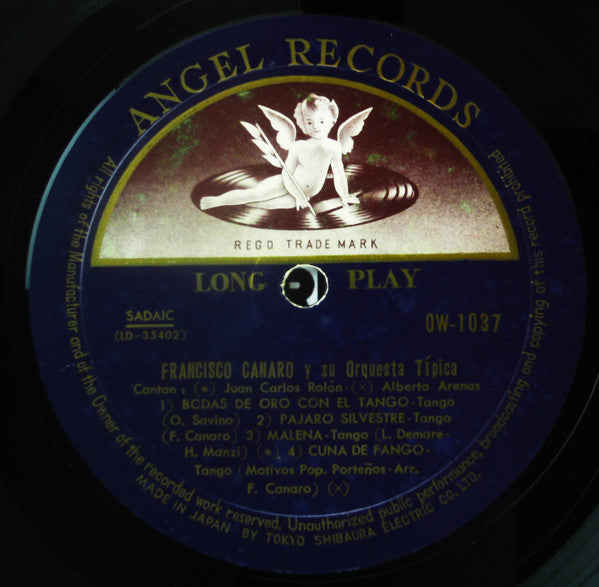 ANGEL RECORDS
REGD TRADE MARK
LONG PLAY
SADAIC
(LD-35402)
OW-1037
FRANCISCO CANARO y su Orquesta Típica
Cantan : (*) Juan Carlos Rolón-(×) Alberto Arenas
1) BODAS DE ORO CON EL TANGO-Tango
(O. Savino) 2) PAJARO SILVESTRE-Tango
(F. Canaro) 3) MALENA-Tango (L. Demare-
H. Manzi) (*), 4) CUNA DE FANGO-
Tango (Motivos Pop. Porteños-Arr.
F. Canaro) (×)
All rights of the Manufacturer and of the Owner of the recorded work reserved. Unauthorized public performance, broadcasting and copying of this record prohibited
MADE IN JAPAN BY TOKYO SHIBAURA ELECTRIC CO. LTD.